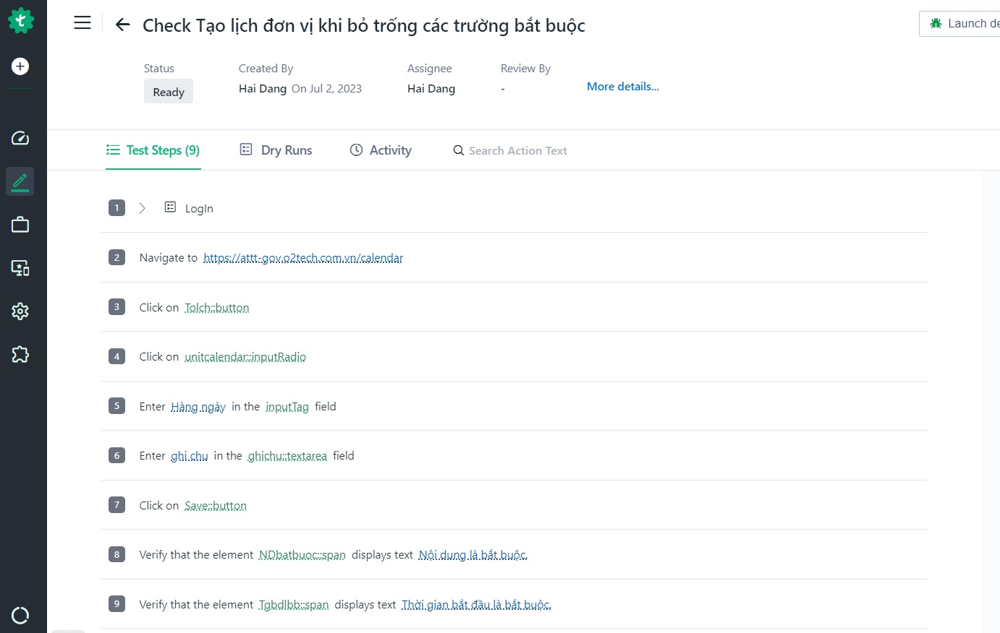 Check Tạo lịch đơn vị khi bỏ trống các trường bắt buộc
Launch de
Status
Created By
Assignee
Review By
Ready
Hai Dang On Jul 2, 2023
Hai Dang
-
More details...
Test Steps (9)
Dry Runs
Activity
Search Action Text
1 LogIn
2 Navigate to https://attt-gov.o2tech.com.vn/calendar
3 Click on Tolch::button
4 Click on unitcalendar::inputRadio
5 Enter Hàng ngày in the inputTag field
6 Enter ghi chu in the ghichu::textarea field
7 Click on Save::button
8 Verify that the element NDbatbuoc::span displays text Nội dung là bắt buộc.
9 Verify that the element Tgbdlbb::span displays text Thời gian bắt đầu là bắt buộc.